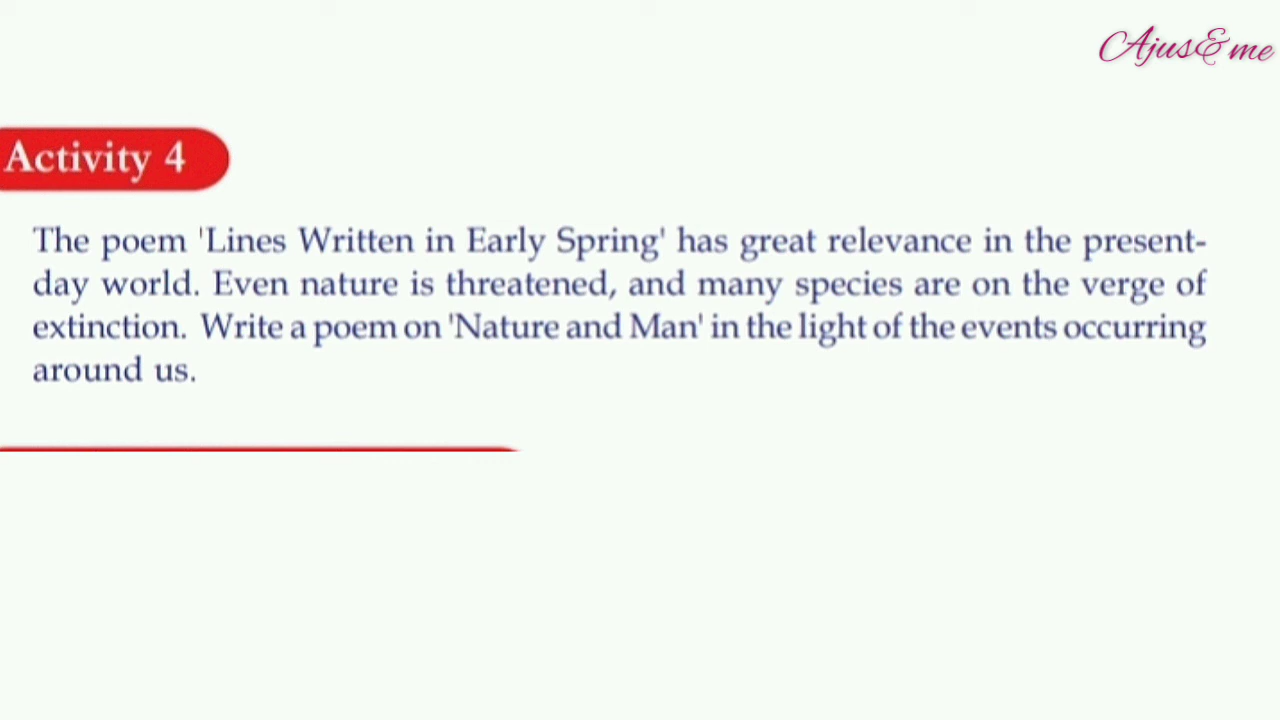 Ajus&me
Activity 4
The poem 'Lines Written in Early Spring' has great relevance in the present-
day world. Even nature is threatened, and many species are on the verge of
extinction. Write a poem on 'Nature and Man' in the light of the events occurring
around us.